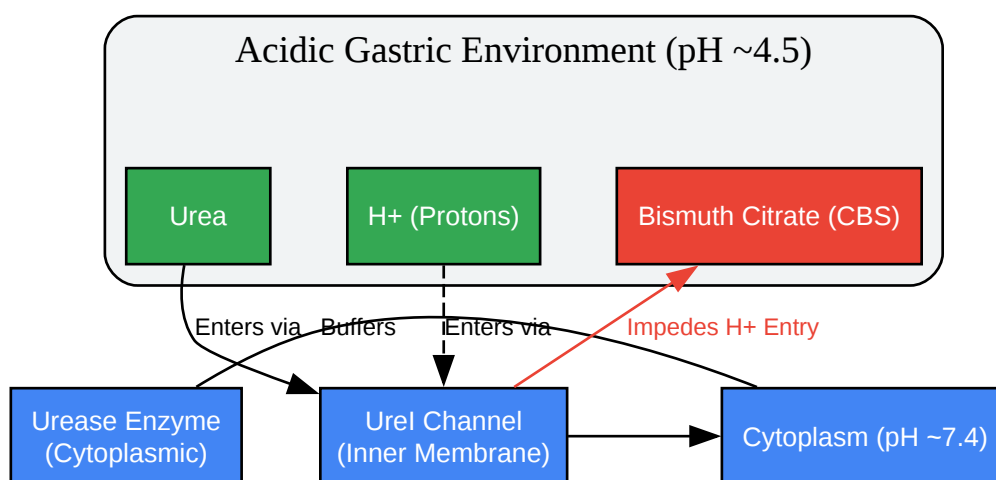 Acidic Gastric Environment (pH ~4.5)
Urea
H+ (Protons)
Bismuth Citrate (CBS)
Enters via
Buffers
Enters via
Impedes H+ Entry
Urease Enzyme
(Cytoplasmic)
UreI Channel
(Inner Membrane)
Cytoplasm (pH ~7.4)